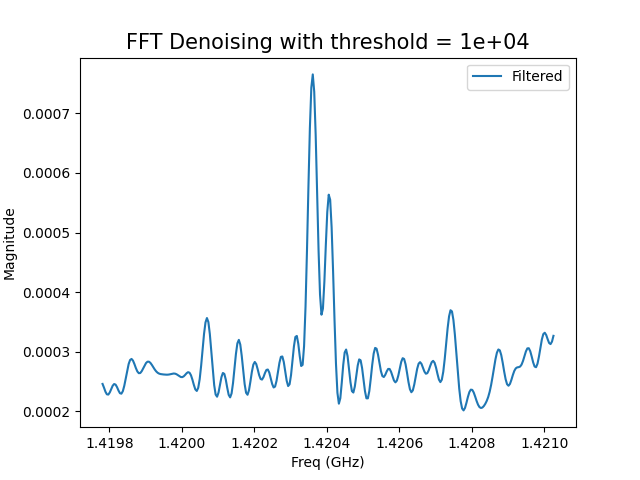 FFT Denoising with threshold = 1e+04
Filtered
0.0007
0.0006
0.0005
0.0004
0.0003
0.0002
Magnitude
1.4198 1.4200 1.4202 1.4204 1.4206 1.4208 1.4210
Freq (GHz)